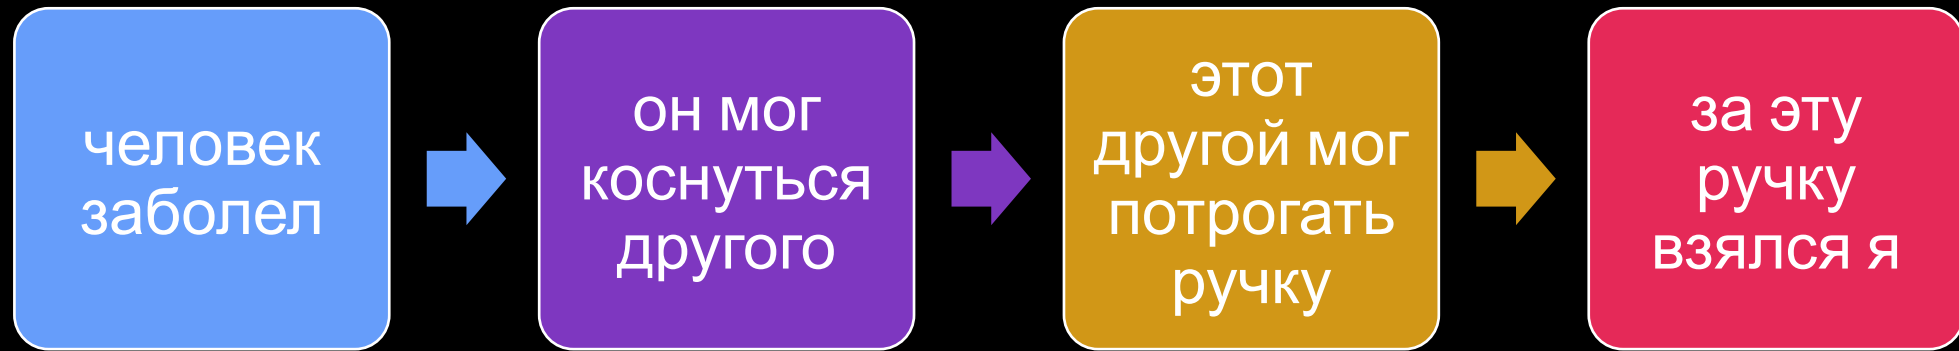 человек
заболел
он мог
коснуться
другого
этот
другой мог
потрогать
ручку
за эту
ручку
взялся я